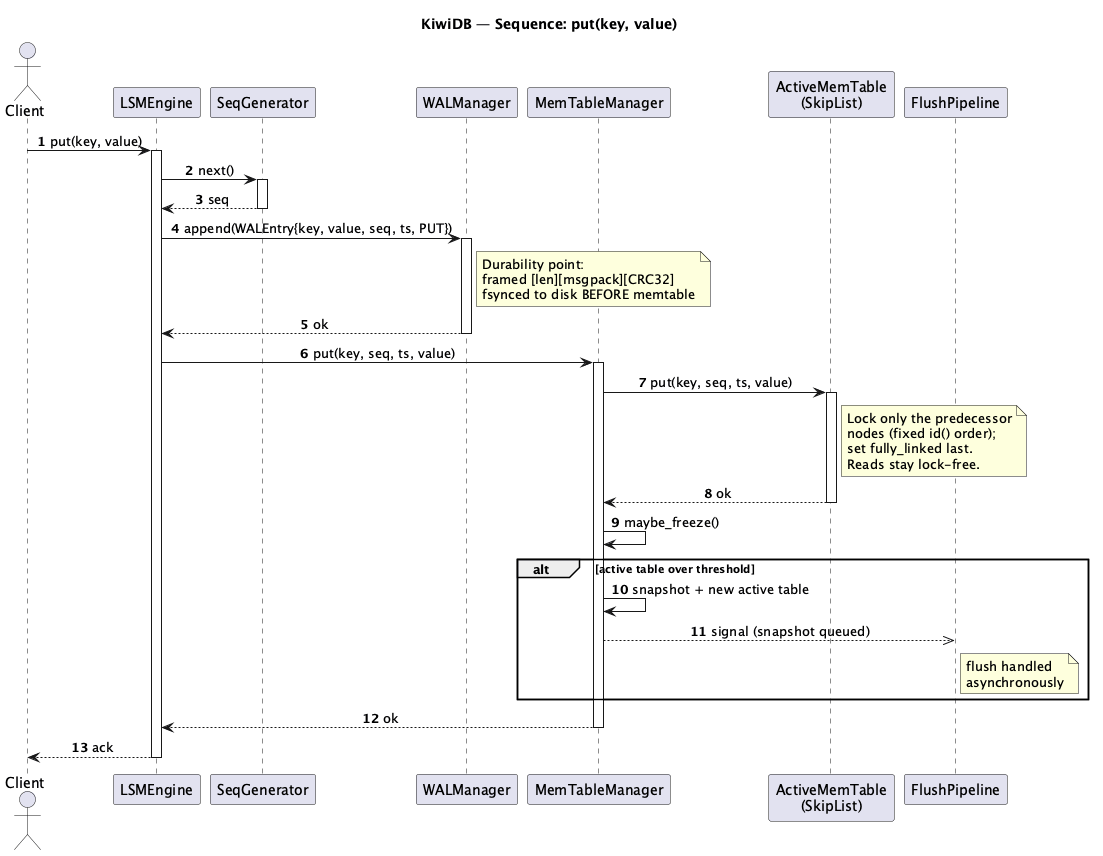 KiwiDB — Sequence: put(key, value)
Client
LSMEngine
SeqGenerator
WALManager
MemTableManager
ActiveMemTable
(SkipList)
FlushPipeline
1 put(key, value)
2 next()
3 seq
4 append(WALEntry{key, value, seq, ts, PUT})
Durability point:
framed [len][msgpack][CRC32]
fsynced to disk BEFORE memtable
5 ok
6 put(key, seq, ts, value)
7 put(key, seq, ts, value)
Lock only the predecessor
nodes (fixed id() order);
set fully_linked last.
Reads stay lock-free.
8 ok
9 maybe_freeze()
alt [active table over threshold]
10 snapshot + new active table
11 signal (snapshot queued)
flush handled
asynchronously
12 ok
13 ack
Client
LSMEngine
SeqGenerator
WALManager
MemTableManager
ActiveMemTable
(SkipList)
FlushPipeline